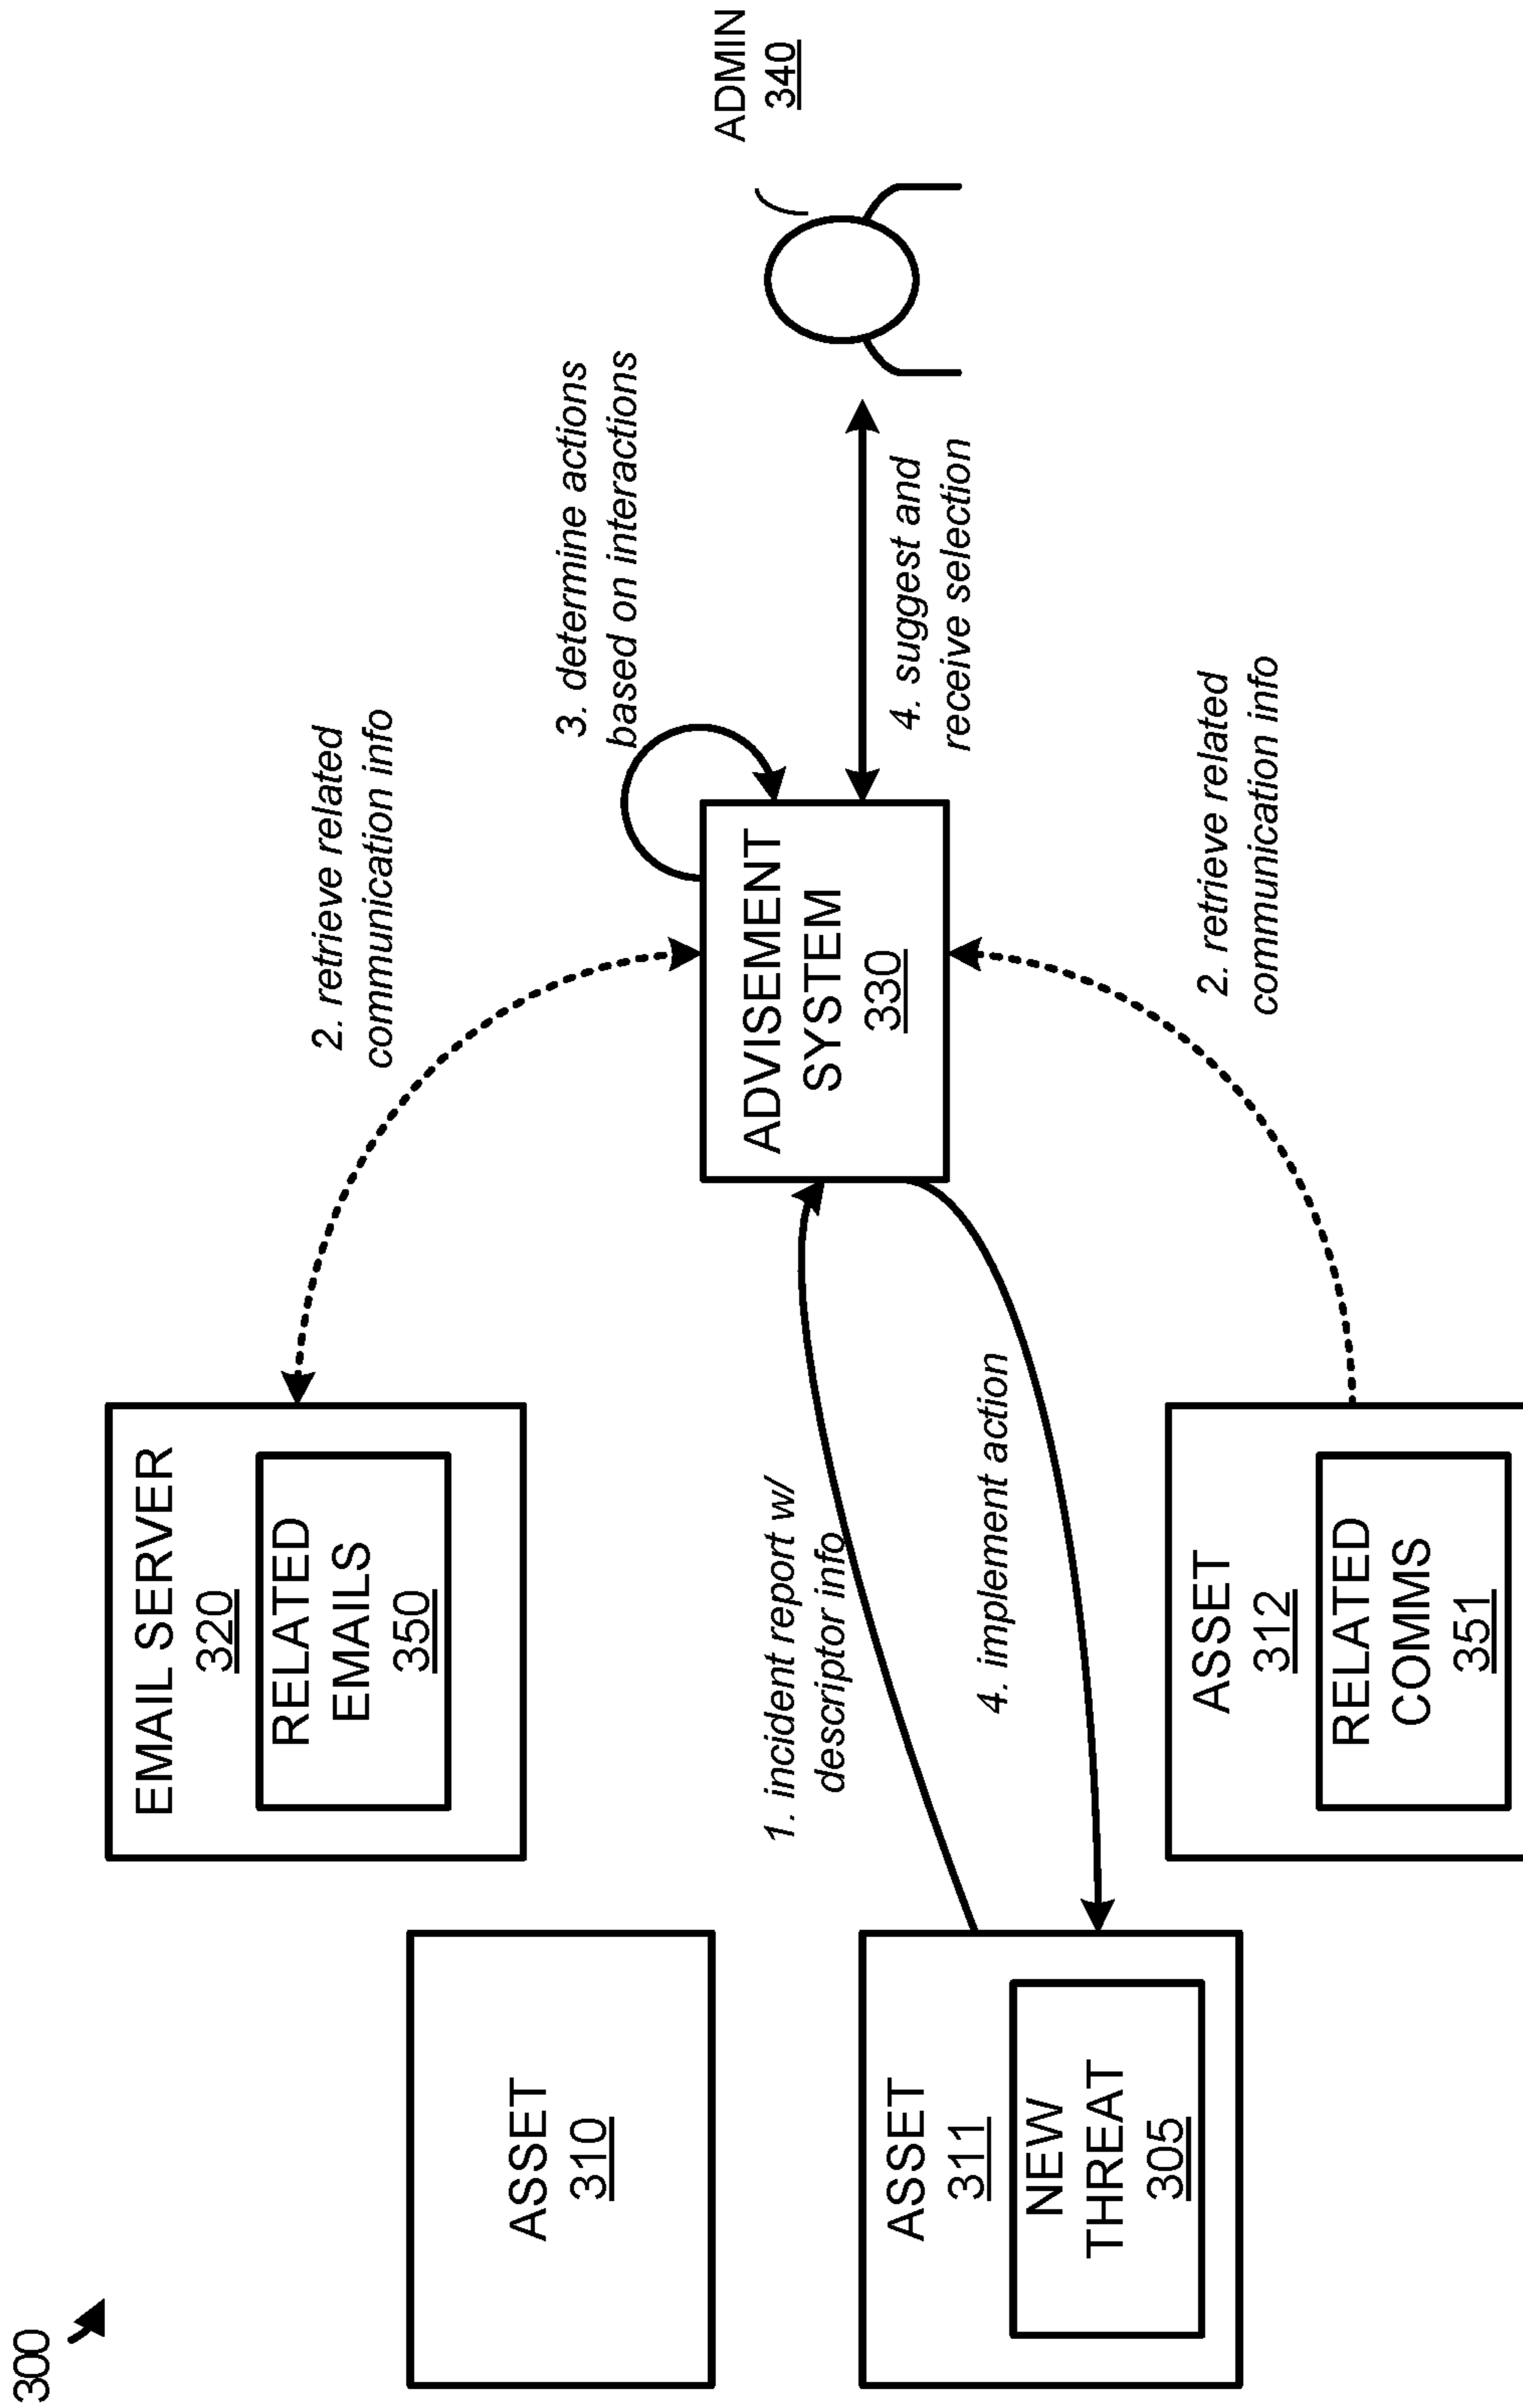 300
EMAIL SERVER
320
RELATED
EMAILS
350
2. retrieve related
communication info
ASSET
310
3. determine actions
based on interactions
ADMIN
340
ADVISEMENT
SYSTEM
330
1. incident report w/
descriptor info
4. suggest and
receive selection
4. implement action
ASSET
311
NEW
THREAT
305
ASSET
312
RELATED
COMMS
351
2. retrieve related
communication info